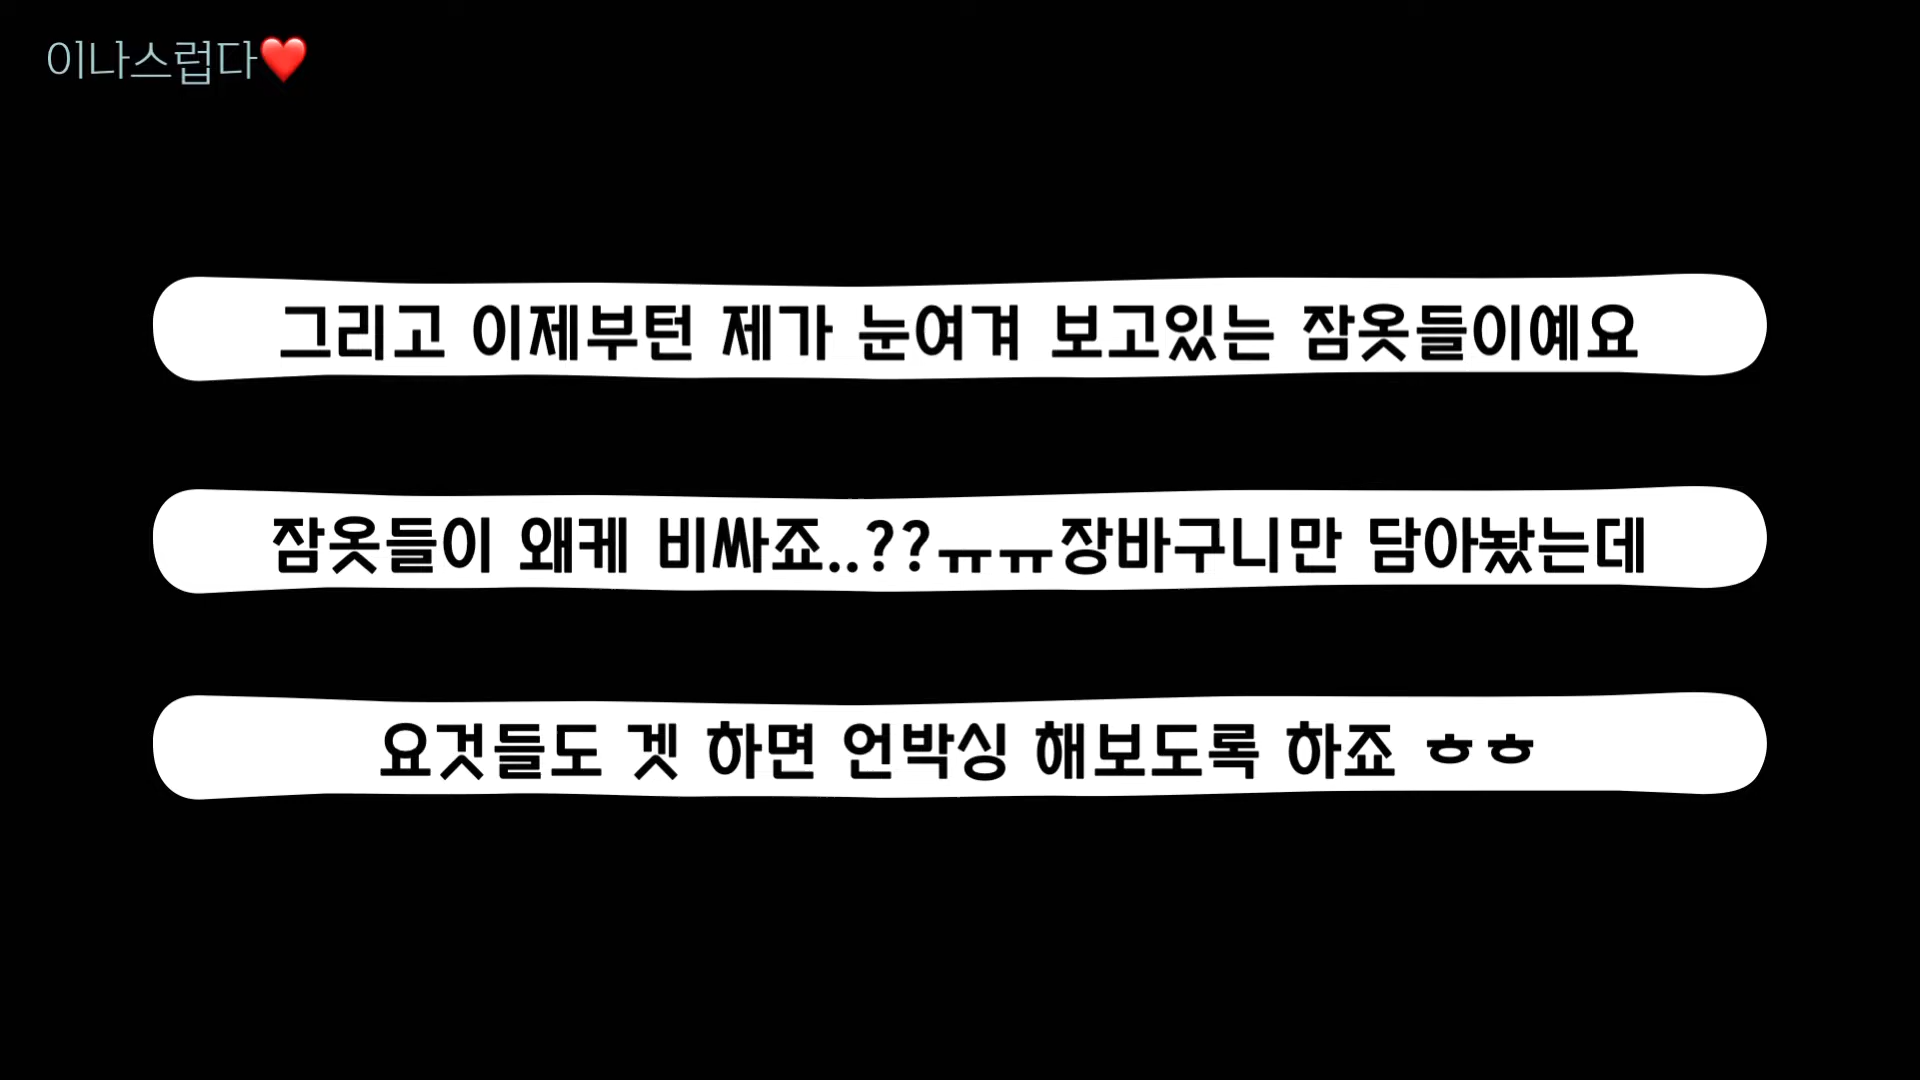 이나스럽다❤️
그리고 이제부턴 제가 눈여겨 보고있는 잠옷들이예요
잠옷들이 왜케 비싸죠..??ㅠㅠ장바구니만 담아놨는데
요것들도 겟 하면 언박싱 해보도록 하죠 ㅎㅎ